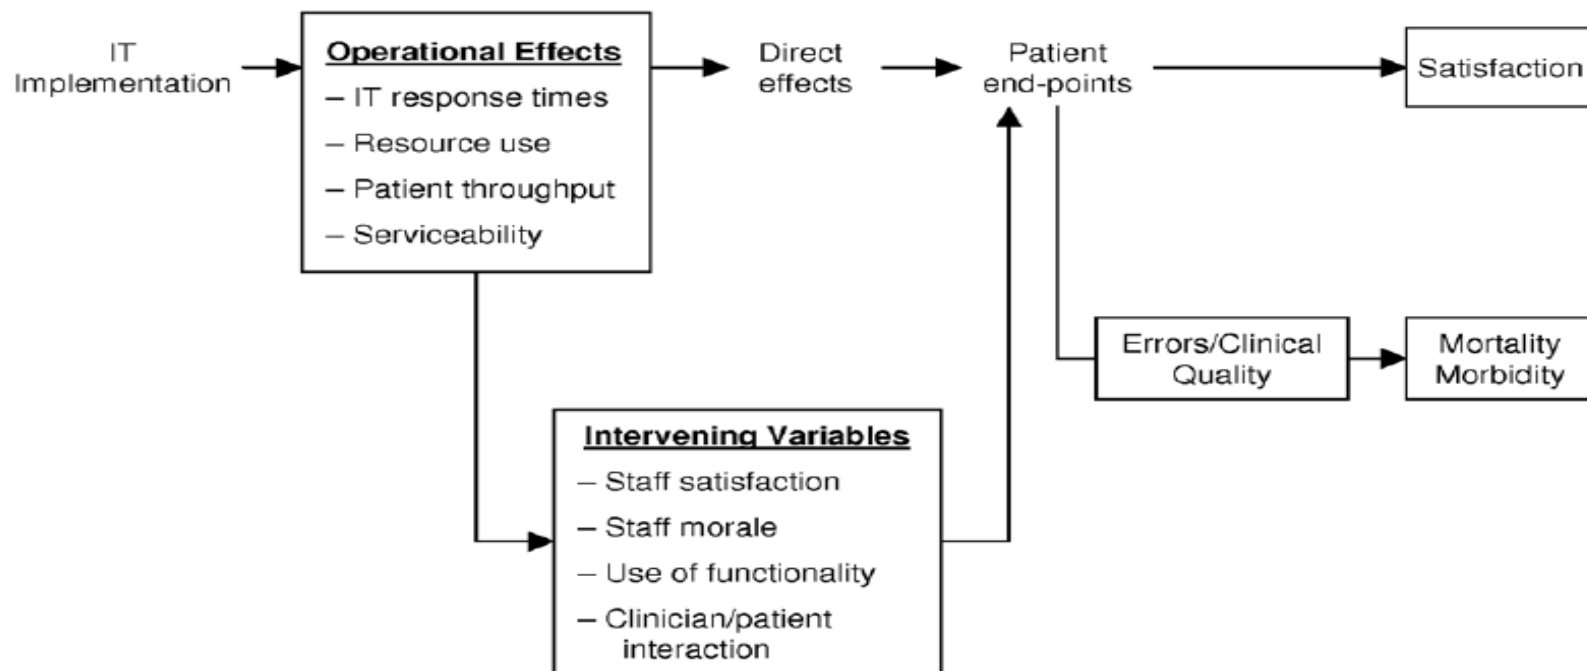 IT
Implementation
Operational Effects
– IT response times
– Resource use
– Patient throughput
– Serviceability
Direct
effects
Patient
end-points
Satisfaction
Errors/Clinical
Quality
Mortality
Morbidity
Intervening Variables
– Staff satisfaction
– Staff morale
– Use of functionality
– Clinician/patient
interaction